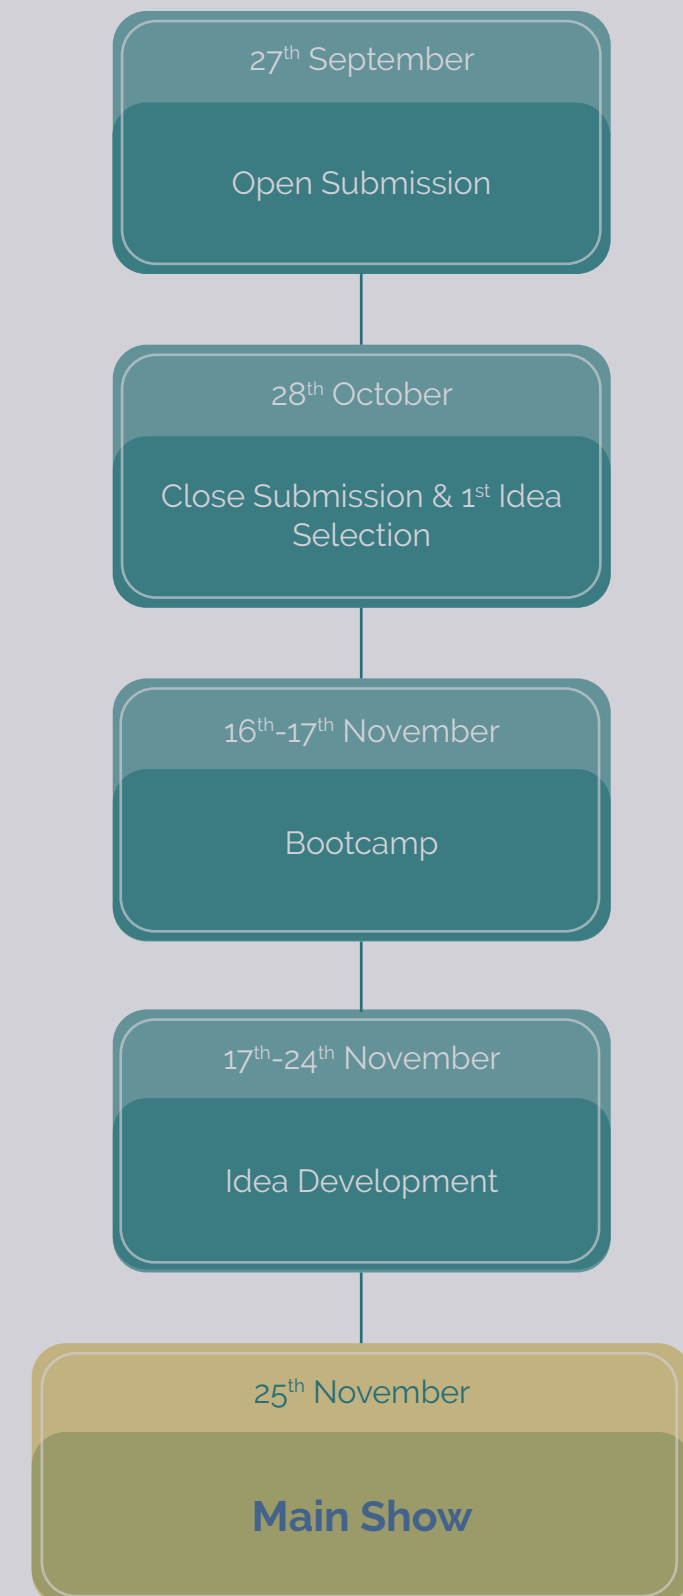 27th September
Open Submission
28th October
Close Submission & 1st Idea
Selection
16th-17th November
Bootcamp
17th-24th November
Idea Development
25th November
Main Show